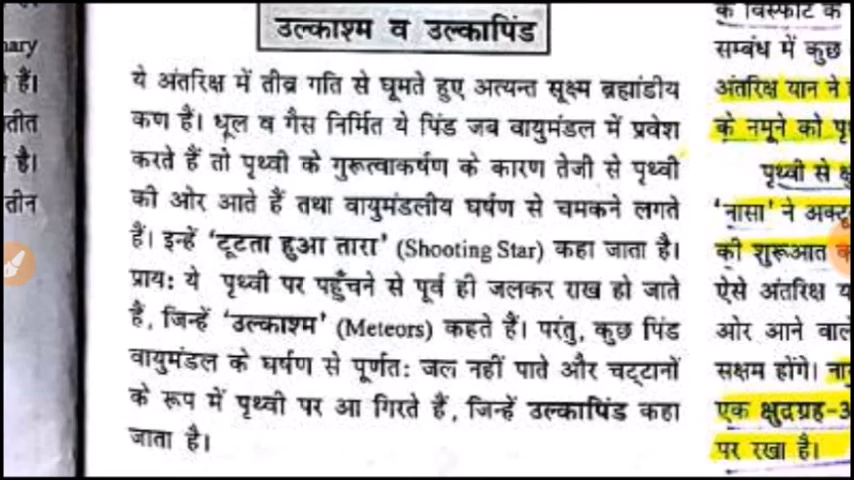 उल्काश्म व उल्कापिंड
ये अंतरिक्ष में तीव्र गति से घूमते हुए अत्यन्त सूक्ष्म ब्रह्मांडीय
कण हैं। धूल व गैस निर्मित ये पिंड जब वायुमंडल में प्रवेश
करते हैं तो पृथ्वी के गुरूत्वाकर्षण के कारण तेजी से पृथ्वी
की ओर आते हैं तथा वायुमंडलीय घर्षण से चमकने लगते
हैं। इन्हें 'टूटता हुआ तारा' (Shooting Star) कहा जाता है।
प्राय: ये पृथ्वी पर पहुँचने से पूर्व ही जलकर राख हो जाते
है, जिन्हें 'उल्काश्म' (Meteors) कहते हैं। परंतु, कुछ पिंड
वायुमंडल के घर्षण से पूर्णत: जल नहीं पाते और चट्टानों
के रूप में पृथ्वी पर आ गिरते हैं, जिन्हें उल्कापिंड कहा
जाता है।
के विस्फोट के
सम्बंध में कुछ
अंतरिक्ष यान ने
के नमूने को
पृथ्वी से
'नासा' ने
की शुरूआत
ऐसे अंतरिक्ष
ओर आने वाले
सक्षम होंगे।
एक क्षुद्रग्रह-
पर रखा है।
हैं।
है।